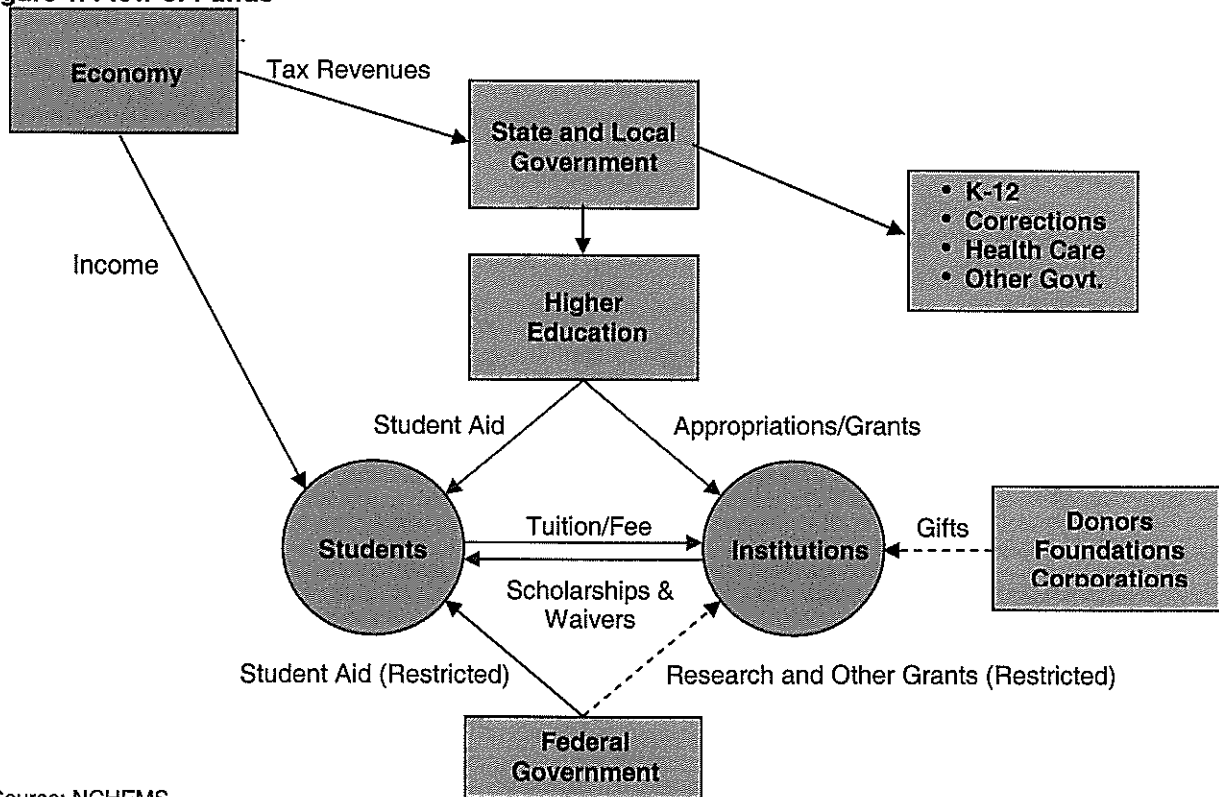 Economy
Tax Revenues
State and Local
Government
• K-12
• Corrections
• Health Care
• Other Govt.
Income
Higher
Education
Student Aid
Appropriations/Grants
Students
Tuition/Fee
Institutions
Gifts
Donors
Foundations
Corporations
Scholarships &
Waivers
Student Aid (Restricted)
Research and Other Grants (Restricted)
Federal
Government